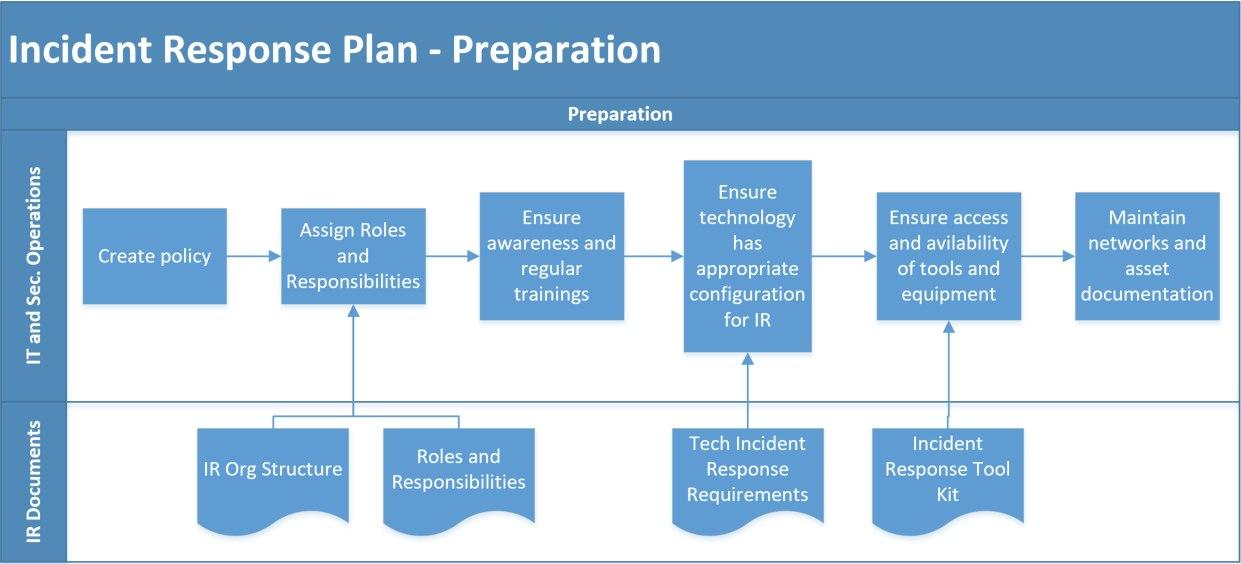 Incident Response Plan - Preparation
Preparation
IT and Sec. Operations
Create policy
Assign Roles
and
Responsibilities
Ensure
awareness and
regular
trainings
Ensure
technology
has
appropriate
configuration
for IR
Ensure access
and avilability
of tools and
equipment
Maintain
networks and
asset
documentation
IR Documents
IR Org Structure
Roles and
Responsibilities
Tech Incident
Response
Requirements
Incident
Response Tool
Kit